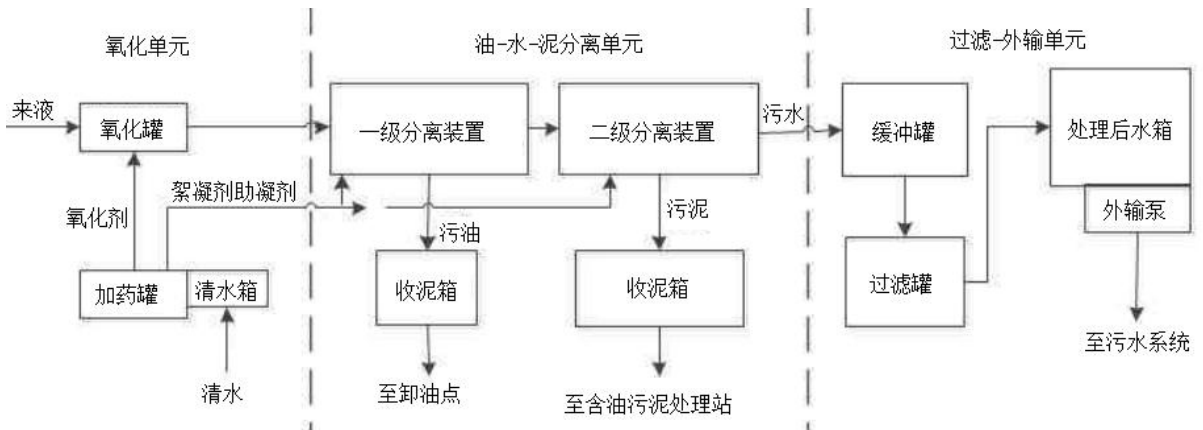 氧化单元
油-水-泥分离单元
过滤-外输单元
来液
氧化罐
一级分离装置
二级分离装置
污水
缓冲罐
处理后水箱
絮凝剂助凝剂
氧化剂
污油
污泥
外输泵
加药罐
清水箱
收泥箱
收泥箱
过滤罐
清水
至卸油点
至含油污泥处理站
至污水系统